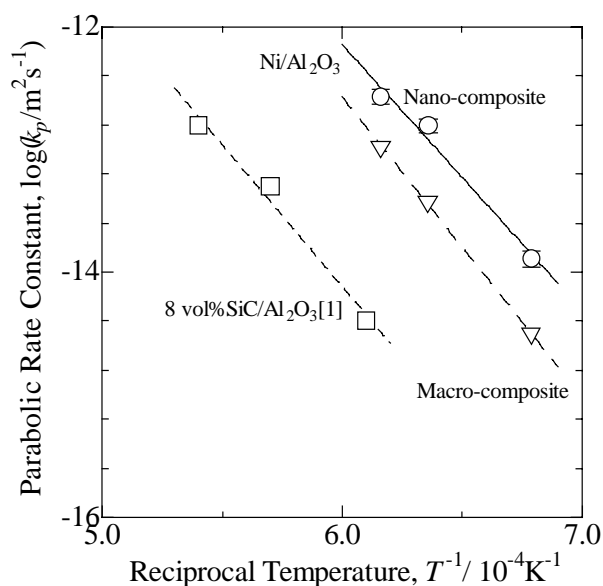 Parabolic Rate Constant, log(kₚ/m²s⁻¹)
-12
-14
-16
Ni/Al₂O₃
Nano-composite
8 vol%SiC/Al₂O₃[1]
Macro-composite
5.0 6.0 7.0
Reciprocal Temperature, T⁻¹/ 10⁻⁴K⁻¹